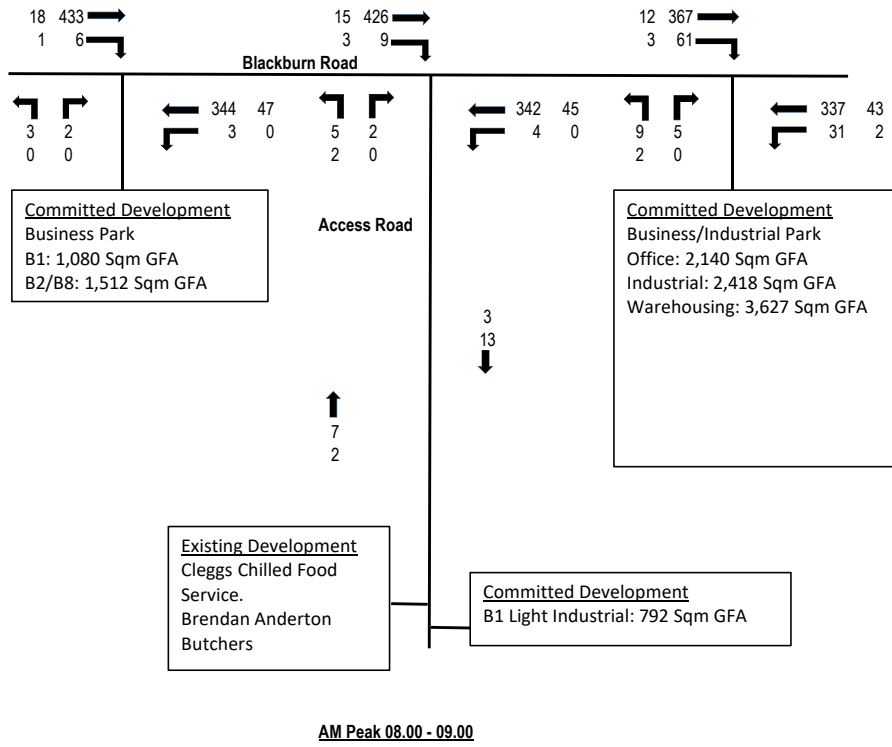 18 433
1 6
15 426
3 9
12 367
3 61
Blackburn Road
3 2
0 0
344 47
3 0
5 2
2 0
342 45
4 0
9 5
2 0
337 43
31 2
Committed Development
Business Park
B1: 1,080 Sqm GFA
B2/B8: 1,512 Sqm GFA
Access Road
Committed Development
Business/Industrial Park
Office: 2,140 Sqm GFA
Industrial: 2,418 Sqm GFA
Warehousing: 3,627 Sqm GFA
3
13
7
2
Existing Development
Cleggs Chilled Food
Service.
Brendan Anderton
Butchers
Committed Development
B1 Light Industrial: 792 Sqm GFA
AM Peak 08.00 - 09.00